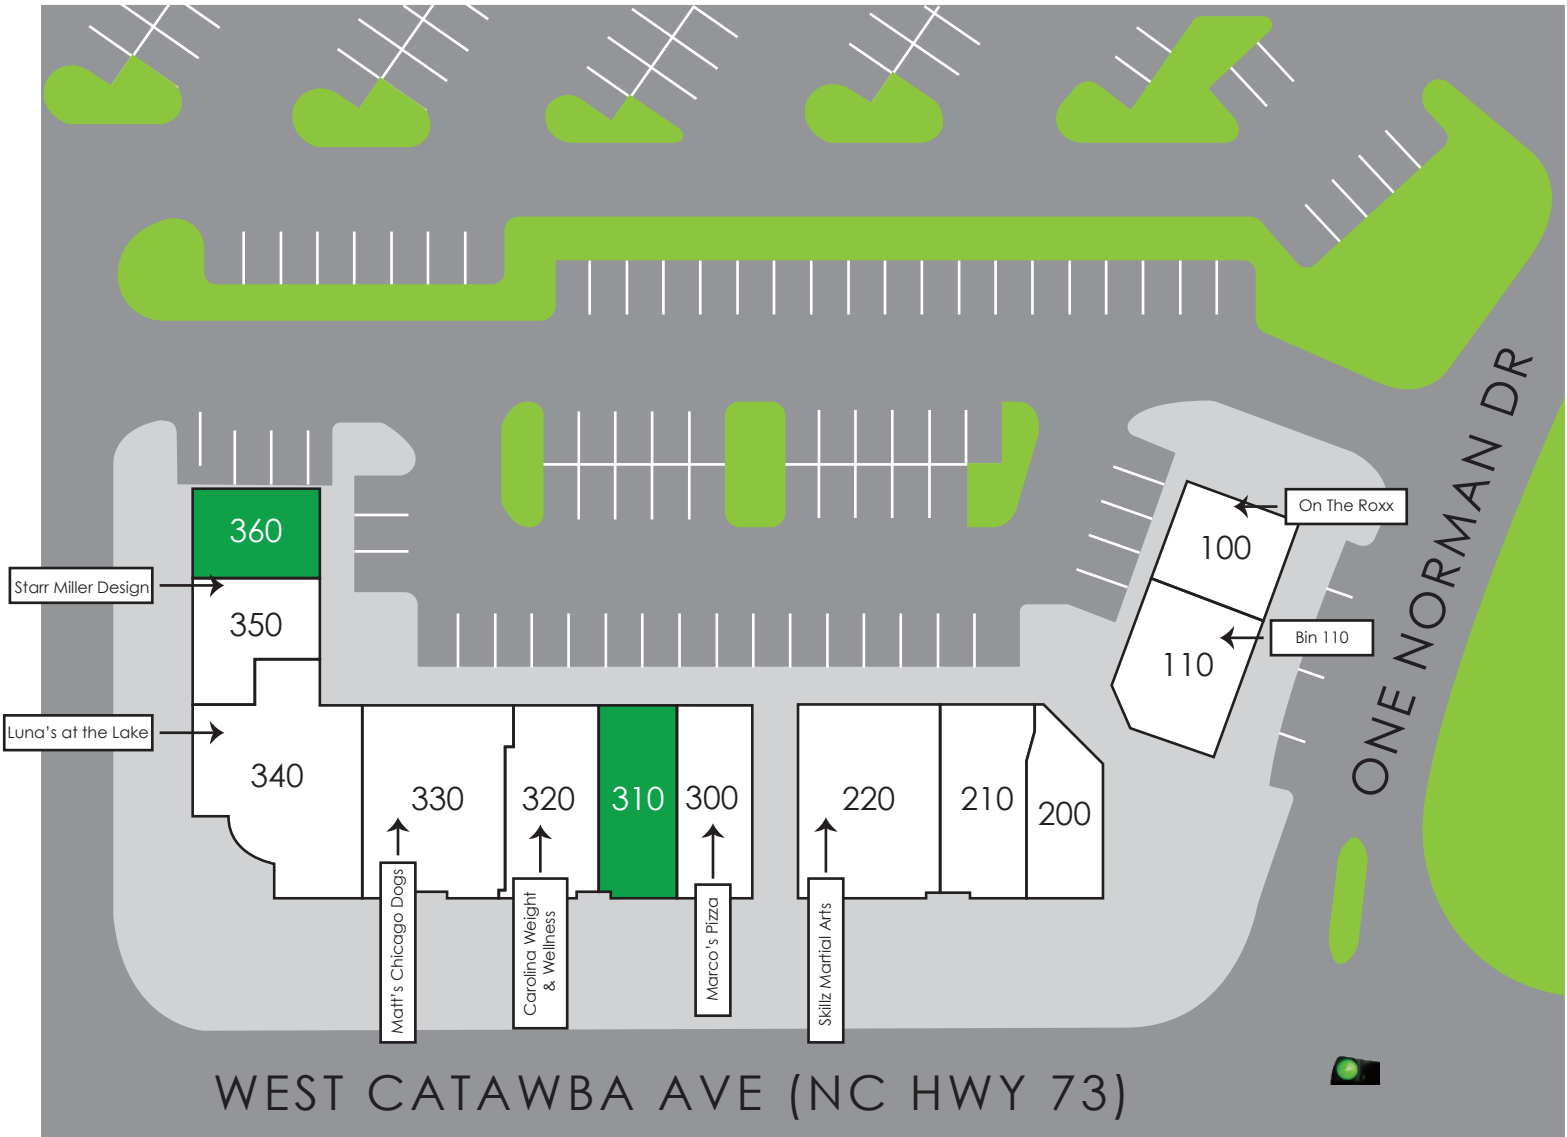 ONE NORMAN DR
360
On The Roxx
100
Starr Miller Design
350
Bin 110
110
Luna's at the Lake
340
330
320
310
300
220
210
200
Matt's Chicago Dogs
Carolina Weight
& Wellness
Marco's Pizza
Skillz Martial Arts
WEST CATAWBA AVE (NC HWY 73)